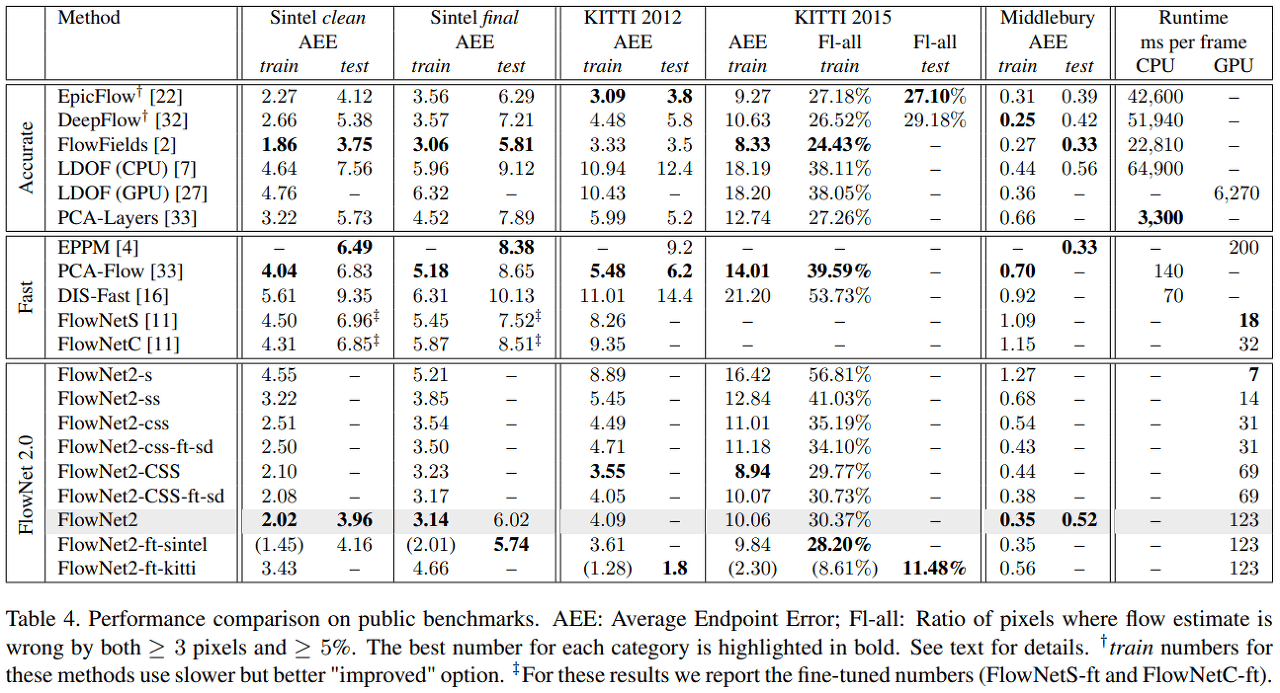 Method Sintel clean Sintel final KITTI 2012 KITTI 2015 Middlebury Runtime
AEE AEE AEE AEE Fl-all Fl-all AEE ms per frame
train test train test train test train train test train test CPU GPU
Accurate
EpicFlow† [22] 2.27 4.12 3.56 6.29 3.09 3.8 9.27 27.18% 27.10% 0.31 0.39 42,600 –
DeepFlow† [32] 2.66 5.38 3.57 7.21 4.48 5.8 10.63 26.52% 29.18% 0.25 0.42 51,940 –
FlowFields [2] 1.86 3.75 3.06 5.81 3.33 3.5 8.33 24.43% – 0.27 0.33 22,810 –
LDOF (CPU) [7] 4.64 7.56 5.96 9.12 10.94 12.4 18.19 38.11% – 0.44 0.56 64,900 –
LDOF (GPU) [27] 4.76 – 6.32 – 10.43 – 18.20 38.05% – 0.36 – – 6,270
PCA-Layers [33] 3.22 5.73 4.52 7.89 5.99 5.2 12.74 27.26% – 0.66 – 3,300 –
Fast
EPPM [4] – 6.49 – 8.38 – 9.2 – – – – 0.33 – 200
PCA-Flow [33] 4.04 6.83 5.18 8.65 5.48 6.2 14.01 39.59% – 0.70 – 140 –
DIS-Fast [16] 5.61 9.35 6.31 10.13 11.01 14.4 21.20 53.73% – 0.92 – 70 –
FlowNetS [11] 4.50 6.96‡ 5.45 7.52‡ 8.26 – – – – 1.09 – – 18
FlowNetC [11] 4.31 6.85‡ 5.87 8.51‡ 9.35 – – – – 1.15 – – 32
FlowNet 2.0
FlowNet2-s 4.55 – 5.21 – 8.89 – 16.42 56.81% – 1.27 – – 7
FlowNet2-ss 3.22 – 3.85 – 5.45 – 12.84 41.03% – 0.68 – – 14
FlowNet2-css 2.51 – 3.54 – 4.49 – 11.01 35.19% – 0.54 – – 31
FlowNet2-css-ft-sd 2.50 – 3.50 – 4.71 – 11.18 34.10% – 0.43 – – 31
FlowNet2-CSS 2.10 – 3.23 – 3.55 – 8.94 29.77% – 0.44 – – 69
FlowNet2-CSS-ft-sd 2.08 – 3.17 – 4.05 – 10.07 30.73% – 0.38 – – 69
FlowNet2 2.02 3.96 3.14 6.02 4.09 – 10.06 30.37% – 0.35 0.52 – 123
FlowNet2-ft-sintel (1.45) 4.16 (2.01) 5.74 3.61 – 9.84 28.20% – 0.35 – – 123
FlowNet2-ft-kitti 3.43 – 4.66 – (1.28) 1.8 (2.30) (8.61%) 11.48% 0.56 – – 123
Table 4. Performance comparison on public benchmarks. AEE: Average Endpoint Error; Fl-all: Ratio of pixels where flow estimate is
wrong by both ≥ 3 pixels and ≥ 5%. The best number for each category is highlighted in bold. See text for details. †train numbers for
these methods use slower but better "improved" option. ‡For these results we report the fine-tuned numbers (FlowNetS-ft and FlowNetC-ft).